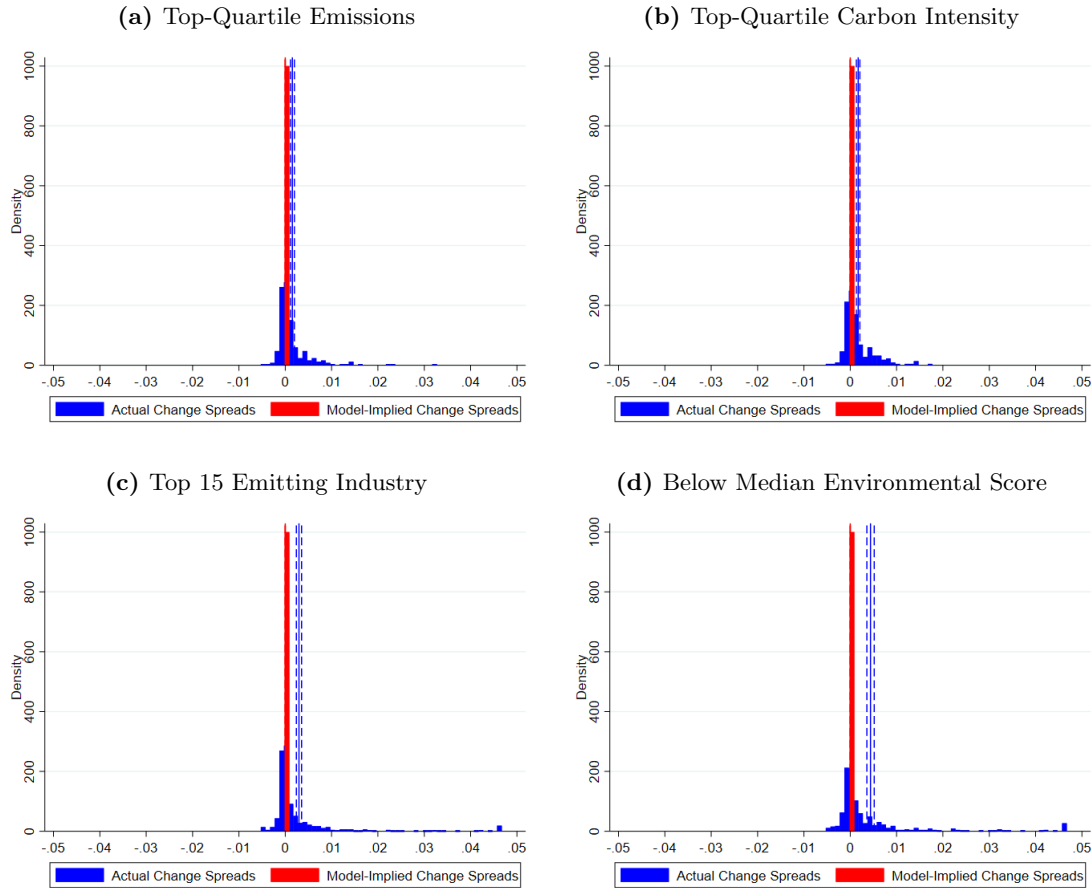 (a) Top-Quartile Emissions
(b) Top-Quartile Carbon Intensity
Density
0 200 400 600 800 1000
-.05 -.04 -.03 -.02 -.01 0 .01 .02 .03 .04 .05
Actual Change Spreads Model-Implied Change Spreads
Density
0 200 400 600 800 1000
-.05 -.04 -.03 -.02 -.01 0 .01 .02 .03 .04 .05
Actual Change Spreads Model-Implied Change Spreads
(c) Top 15 Emitting Industry
(d) Below Median Environmental Score
Density
0 200 400 600 800 1000
-.05 -.04 -.03 -.02 -.01 0 .01 .02 .03 .04 .05
Actual Change Spreads Model-Implied Change Spreads
Density
0 200 400 600 800 1000
-.05 -.04 -.03 -.02 -.01 0 .01 .02 .03 .04 .05
Actual Change Spreads Model-Implied Change Spreads